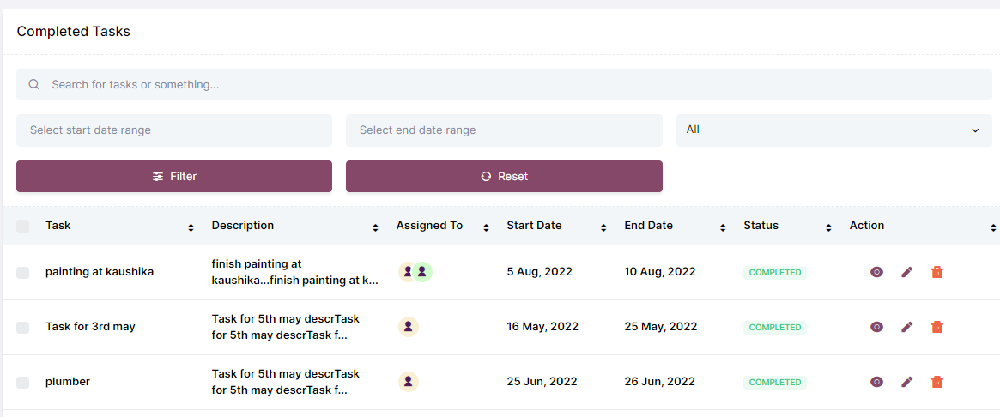 Completed Tasks
Search for tasks or something...
Select start date range Select end date range All
Filter Reset
Task Description Assigned To Start Date End Date Status Action
painting at kaushika finish painting at kaushika...finish painting at k... 5 Aug, 2022 10 Aug, 2022 COMPLETED
Task for 3rd may Task for 5th may descrTask for 5th may descrTask f... 16 May, 2022 25 May, 2022 COMPLETED
plumber Task for 5th may descrTask for 5th may descrTask f... 25 Jun, 2022 26 Jun, 2022 COMPLETED